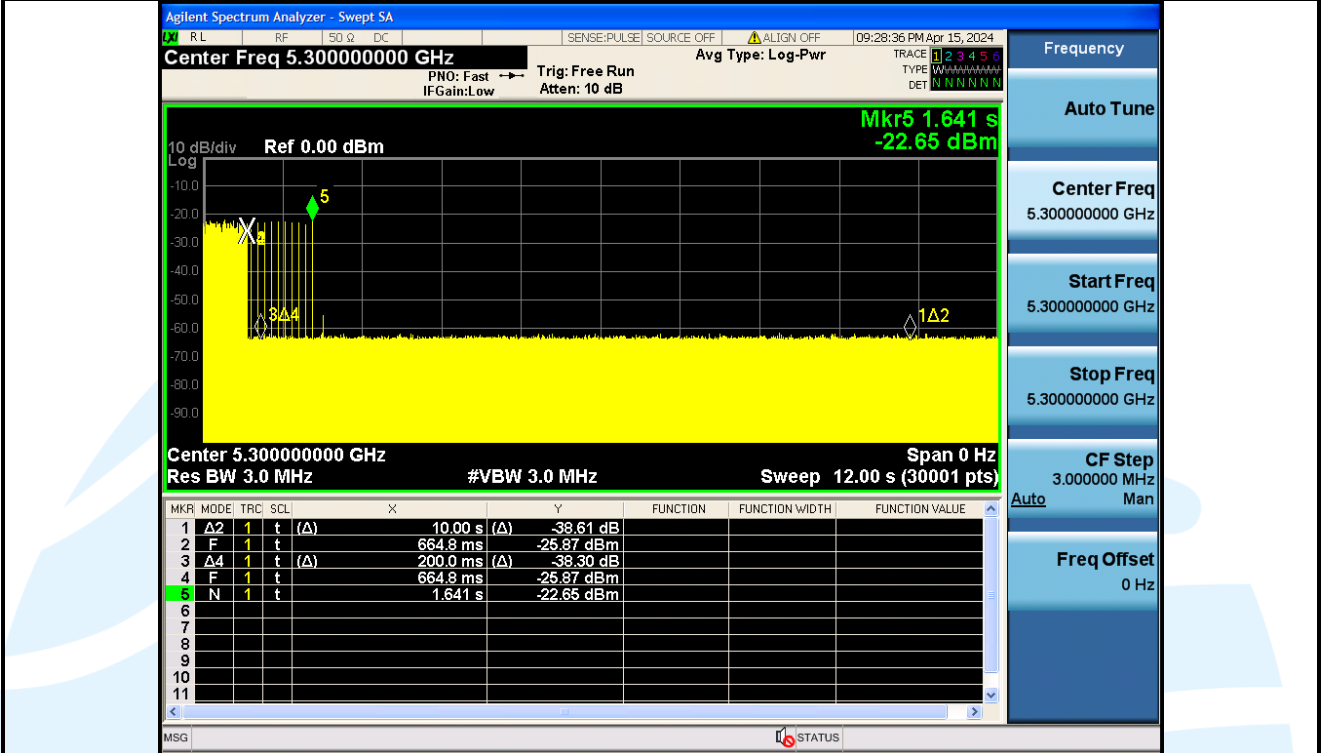 Agilent Spectrum Analyzer - Swept SA
LXI RL RF 50 Ω DC SENSE:PULSE SOURCE OFF ALIGN OFF 09:28:36 PM Apr 15, 2024
Center Freq 5.300000000 GHz
PNO: Fast
IFGain:Low
Trig: Free Run
Atten: 10 dB
Avg Type: Log-Pwr
TRACE 1 2 3 4 5 6
TYPE
DET N N N N N N
Mkr5 1.641 s
-22.65 dBm
10 dB/div Ref 0.00 dBm
Log
-10.0
-20.0
-30.0
-40.0
-50.0
-60.0
-70.0
-80.0
-90.0
5
3Δ4
1Δ2
Center 5.300000000 GHz Span 0 Hz
Res BW 3.0 MHz #VBW 3.0 MHz Sweep 12.00 s (30001 pts)
MKR MODE TRC SCL X Y FUNCTION FUNCTION WIDTH FUNCTION VALUE
1 Δ2 1 t (Δ) 10.00 s (Δ) -38.61 dB
2 F 1 t 664.8 ms -25.87 dBm
3 Δ4 1 t (Δ) 200.0 ms (Δ) -38.30 dB
4 F 1 t 664.8 ms -25.87 dBm
5 N 1 t 1.641 s -22.65 dBm
6
7
8
9
10
11
MSG STATUS
Frequency
Auto Tune
Center Freq
5.300000000 GHz
Start Freq
5.300000000 GHz
Stop Freq
5.300000000 GHz
CF Step
3.000000 MHz
Auto Man
Freq Offset
0 Hz